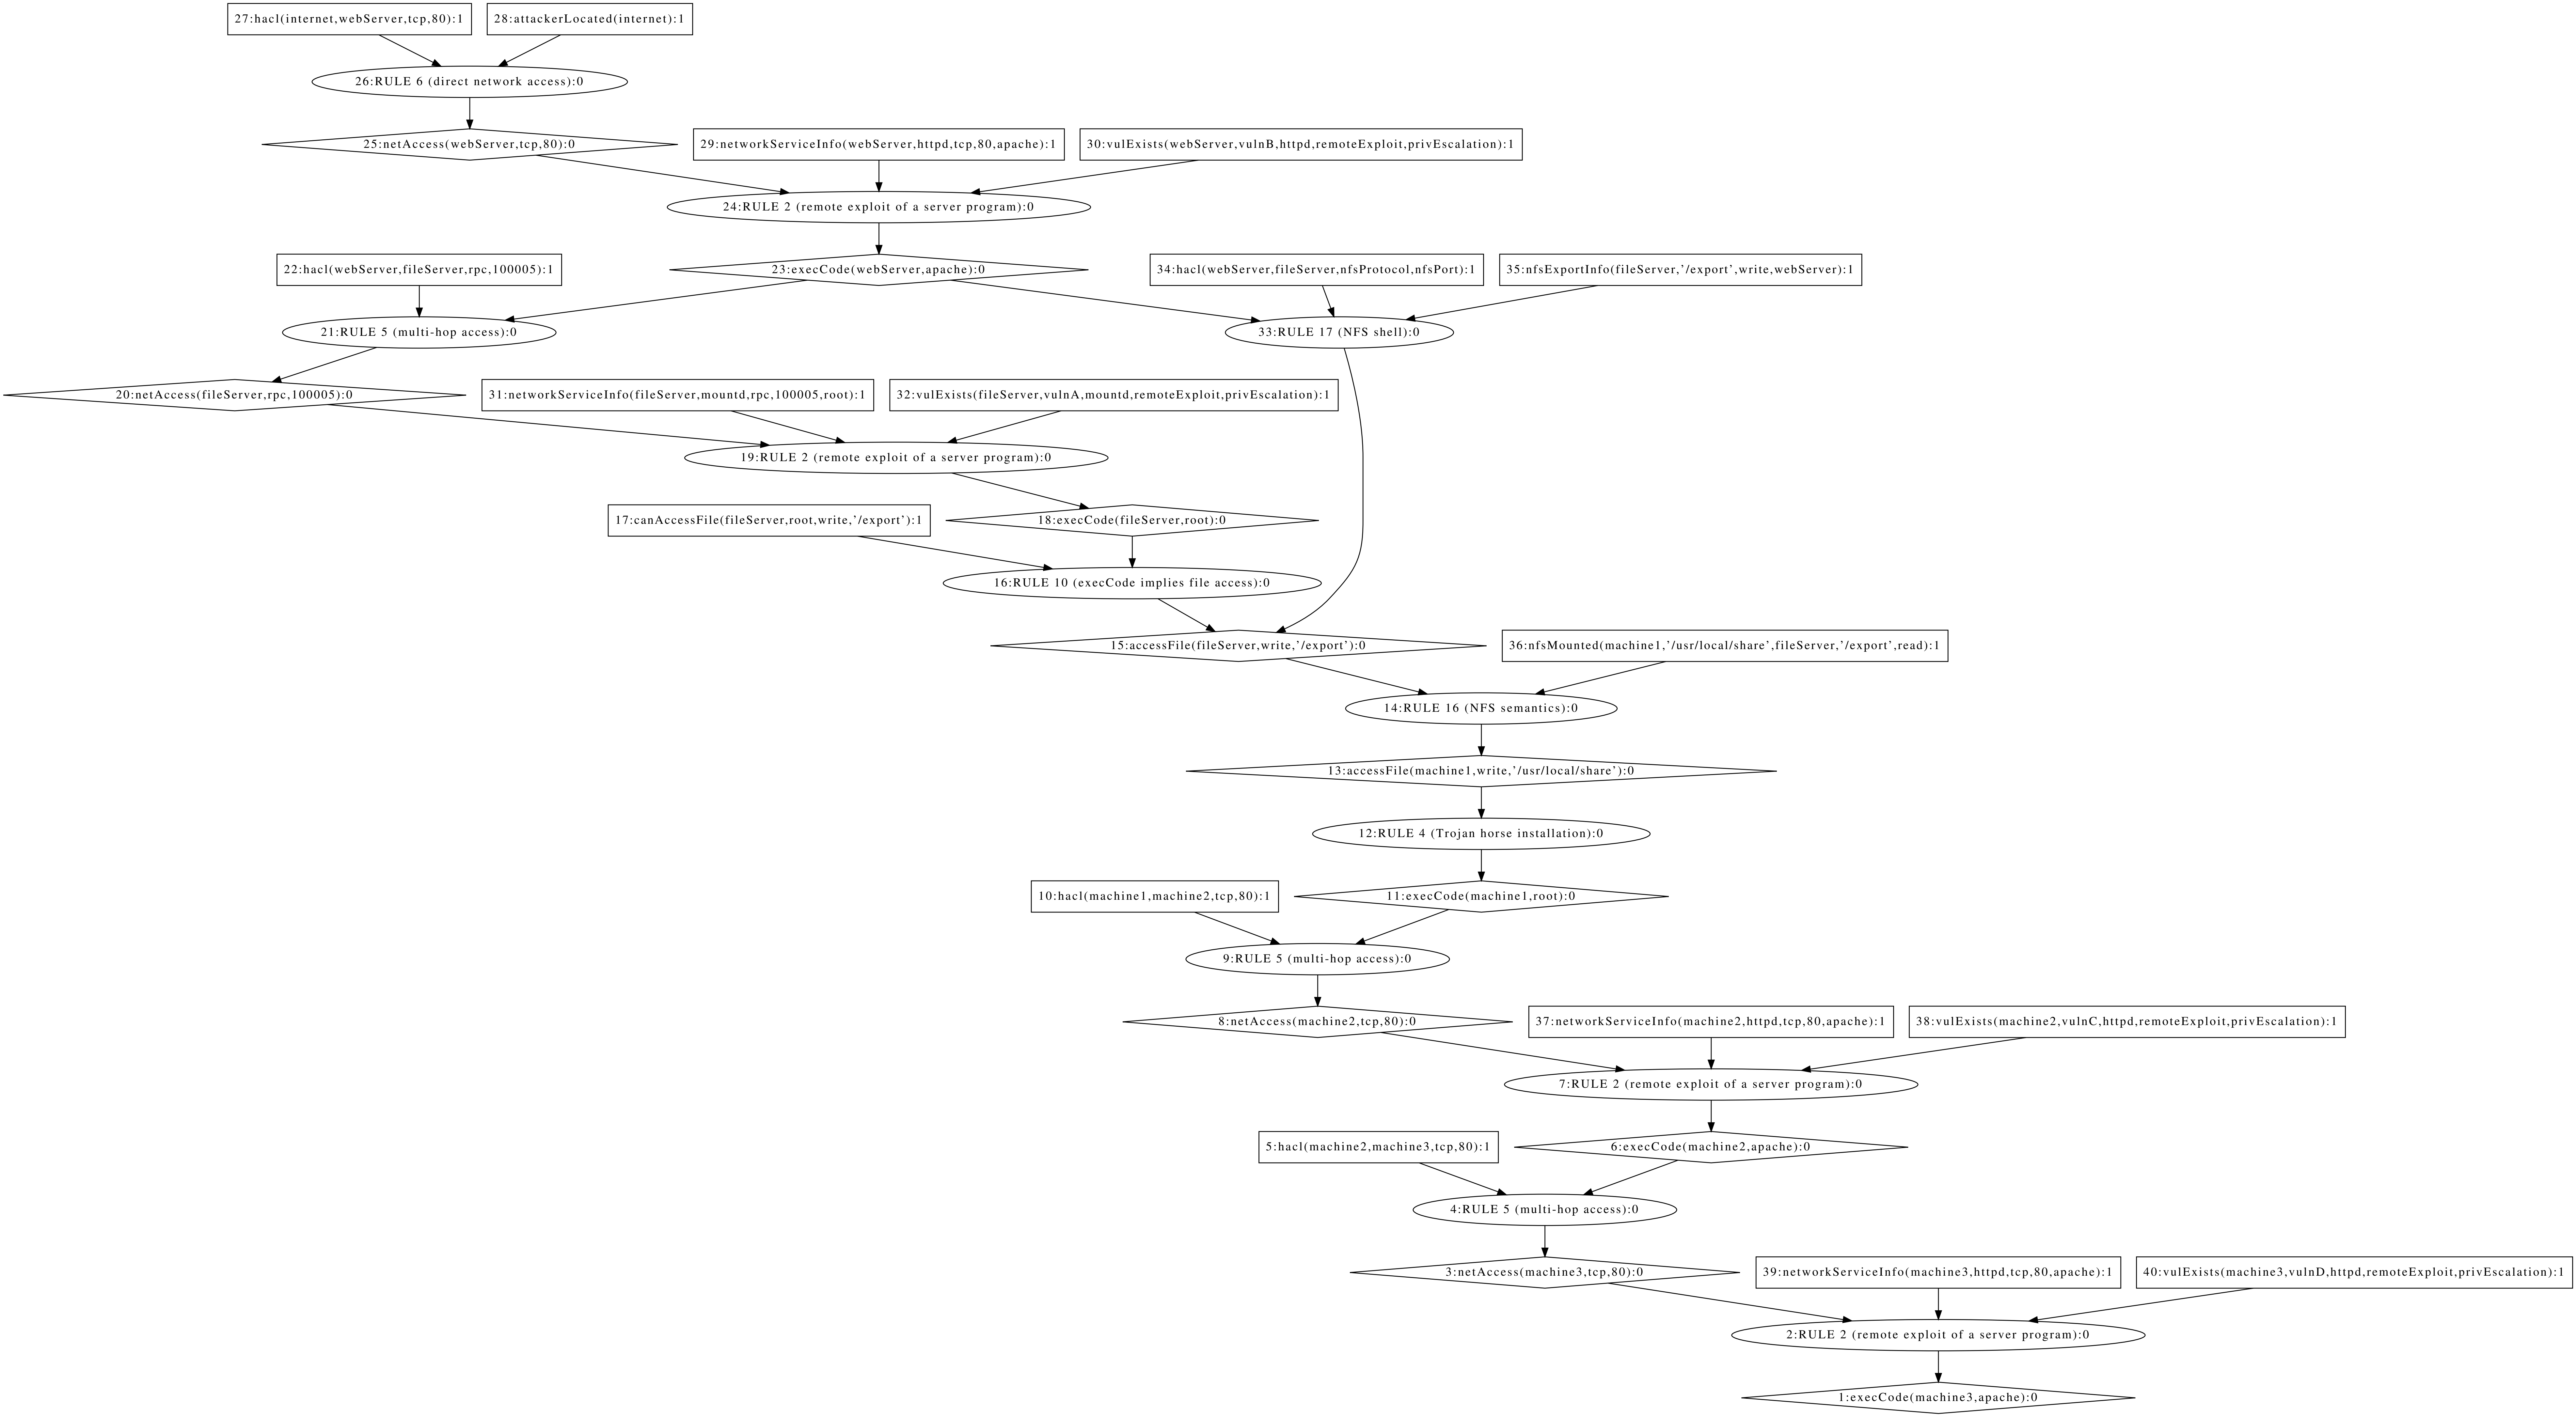 27:hacl(internet,webServer,tcp,80):1
28:attackerLocated(internet):1
26:RULE 6 (direct network access):0
25:netAccess(webServer,tcp,80):0
29:networkServiceInfo(webServer,httpd,tcp,80,apache):1
30:vulExists(webServer,vulnB,httpd,remoteExploit,privEscalation):1
24:RULE 2 (remote exploit of a server program):0
22:hacl(webServer,fileServer,rpc,100005):1
23:execCode(webServer,apache):0
34:hacl(webServer,fileServer,nfsProtocol,nfsPort):1
35:nfsExportInfo(fileServer,’/export’,write,webServer):1
21:RULE 5 (multi-hop access):0
33:RULE 17 (NFS shell):0
20:netAccess(fileServer,rpc,100005):0
31:networkServiceInfo(fileServer,mountd,rpc,100005,root):1
32:vulExists(fileServer,vulnA,mountd,remoteExploit,privEscalation):1
19:RULE 2 (remote exploit of a server program):0
17:canAccessFile(fileServer,root,write,’/export’):1
18:execCode(fileServer,root):0
16:RULE 10 (execCode implies file access):0
15:accessFile(fileServer,write,’/export’):0
36:nfsMounted(machine1,’/usr/local/share’,fileServer,’/export’,read):1
14:RULE 16 (NFS semantics):0
13:accessFile(machine1,write,’/usr/local/share’):0
12:RULE 4 (Trojan horse installation):0
10:hacl(machine1,machine2,tcp,80):1
11:execCode(machine1,root):0
9:RULE 5 (multi-hop access):0
8:netAccess(machine2,tcp,80):0
37:networkServiceInfo(machine2,httpd,tcp,80,apache):1
38:vulExists(machine2,vulnC,httpd,remoteExploit,privEscalation):1
7:RULE 2 (remote exploit of a server program):0
5:hacl(machine2,machine3,tcp,80):1
6:execCode(machine2,apache):0
4:RULE 5 (multi-hop access):0
3:netAccess(machine3,tcp,80):0
39:networkServiceInfo(machine3,httpd,tcp,80,apache):1
40:vulExists(machine3,vulnD,httpd,remoteExploit,privEscalation):1
2:RULE 2 (remote exploit of a server program):0
1:execCode(machine3,apache):0